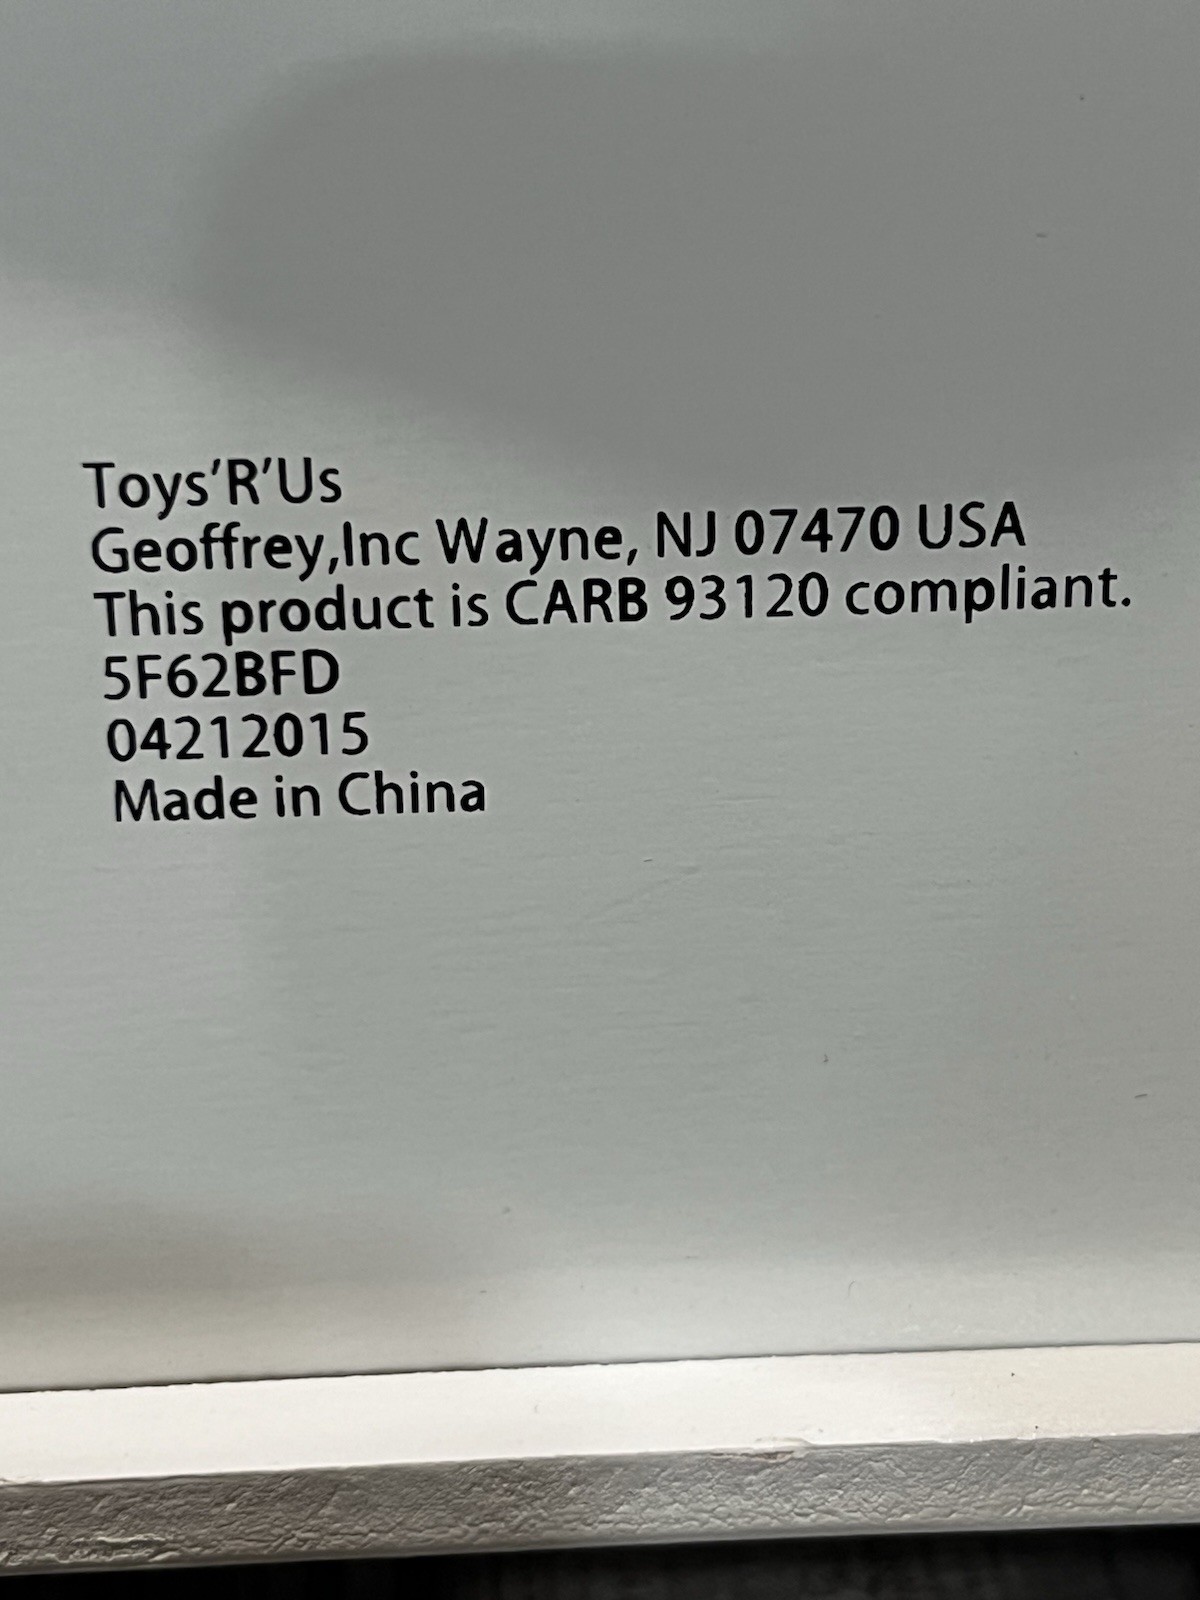 Toys'R'Us
Geoffrey,Inc Wayne, NJ 07470 USA
This product is CARB 93120 compliant.
5F62BFD
04212015
Made in China